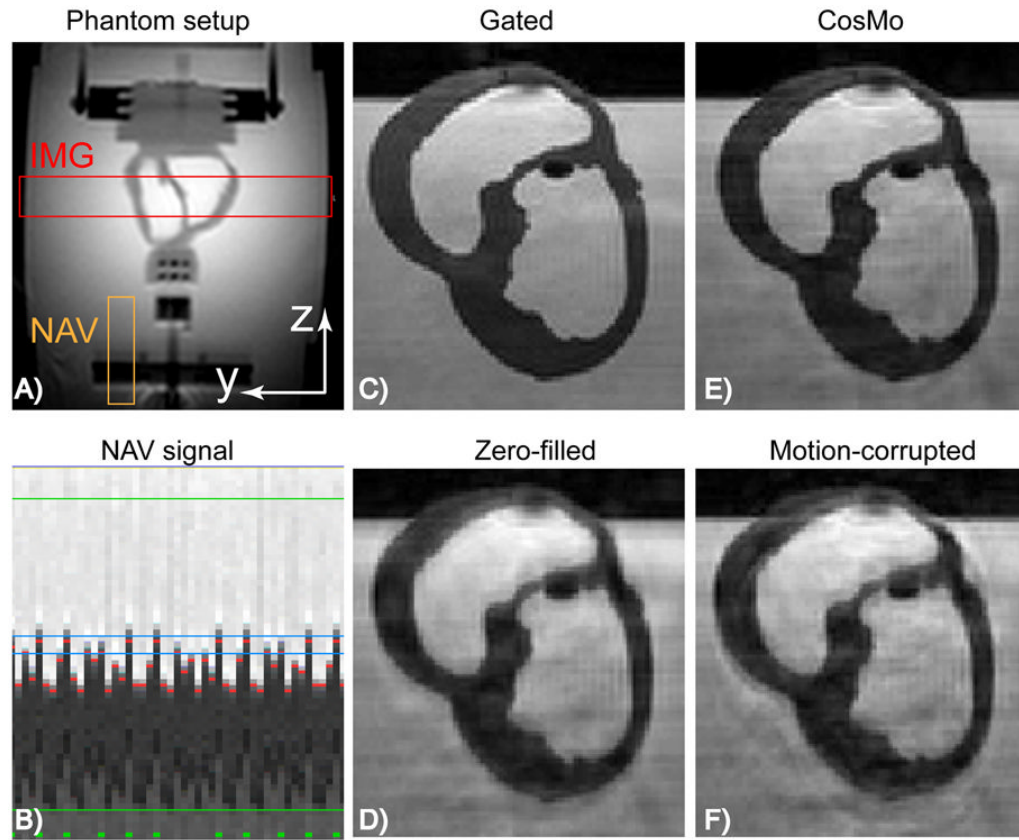 Phantom setup
Gated
CosMo
IMG
NAV
z
y
A)
C)
E)
NAV signal
Zero-filled
Motion-corrupted
B)
D)
F)